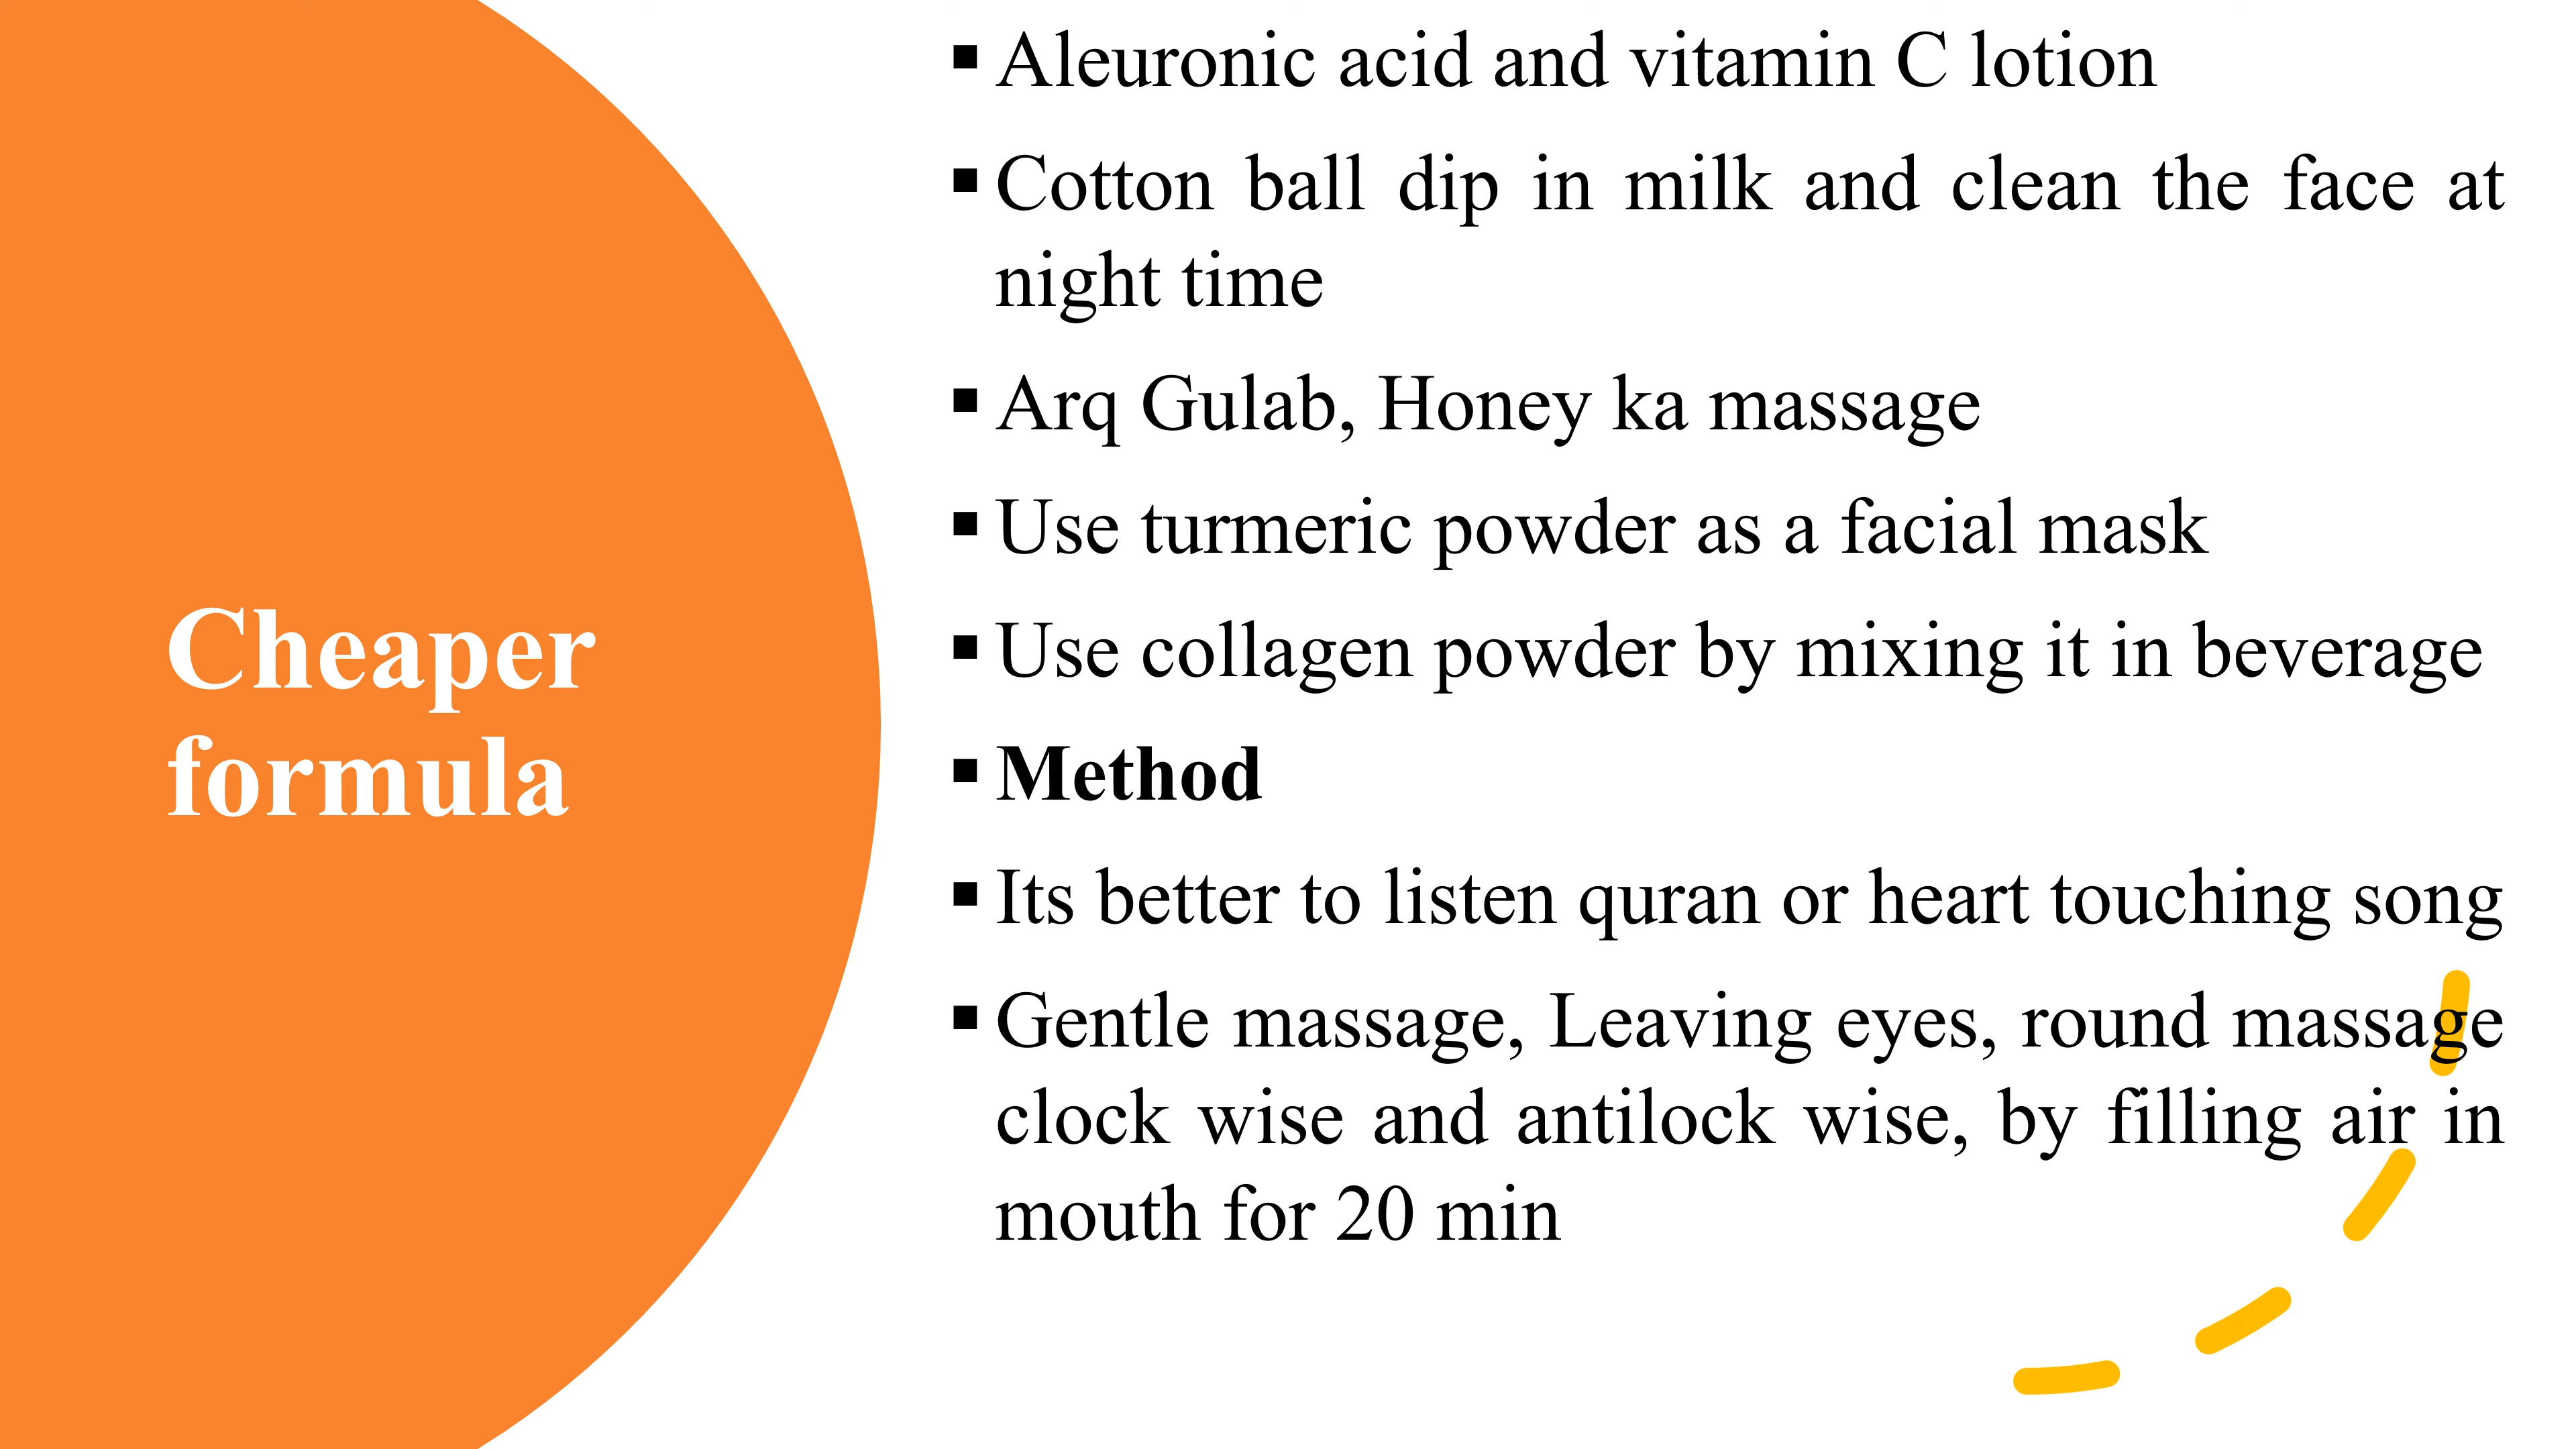 Cheaper
formula
▪ Aleuronic acid and vitamin C lotion
▪ Cotton ball dip in milk and clean the face at
night time
▪ Arq Gulab, Honey ka massage
▪ Use turmeric powder as a facial mask
▪ Use collagen powder by mixing it in beverage
▪ Method
▪ Its better to listen quran or heart touching song
▪ Gentle massage, Leaving eyes, round massage
clock wise and antilock wise, by filling air in
mouth for 20 min